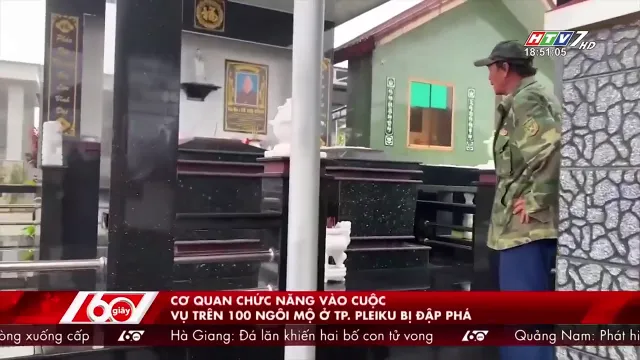 HTV7 HD
18:51:05
CƠ QUAN CHỨC NĂNG VÀO CUỘC
60 giây
VỤ TRÊN 100 NGÔI MỘ Ở TP. PLEIKU BỊ ĐẬP PHÁ
òng xuống cấp Hà Giang: Đá lăn khiến hai bố con tử vong Quảng Nam: Phát hi